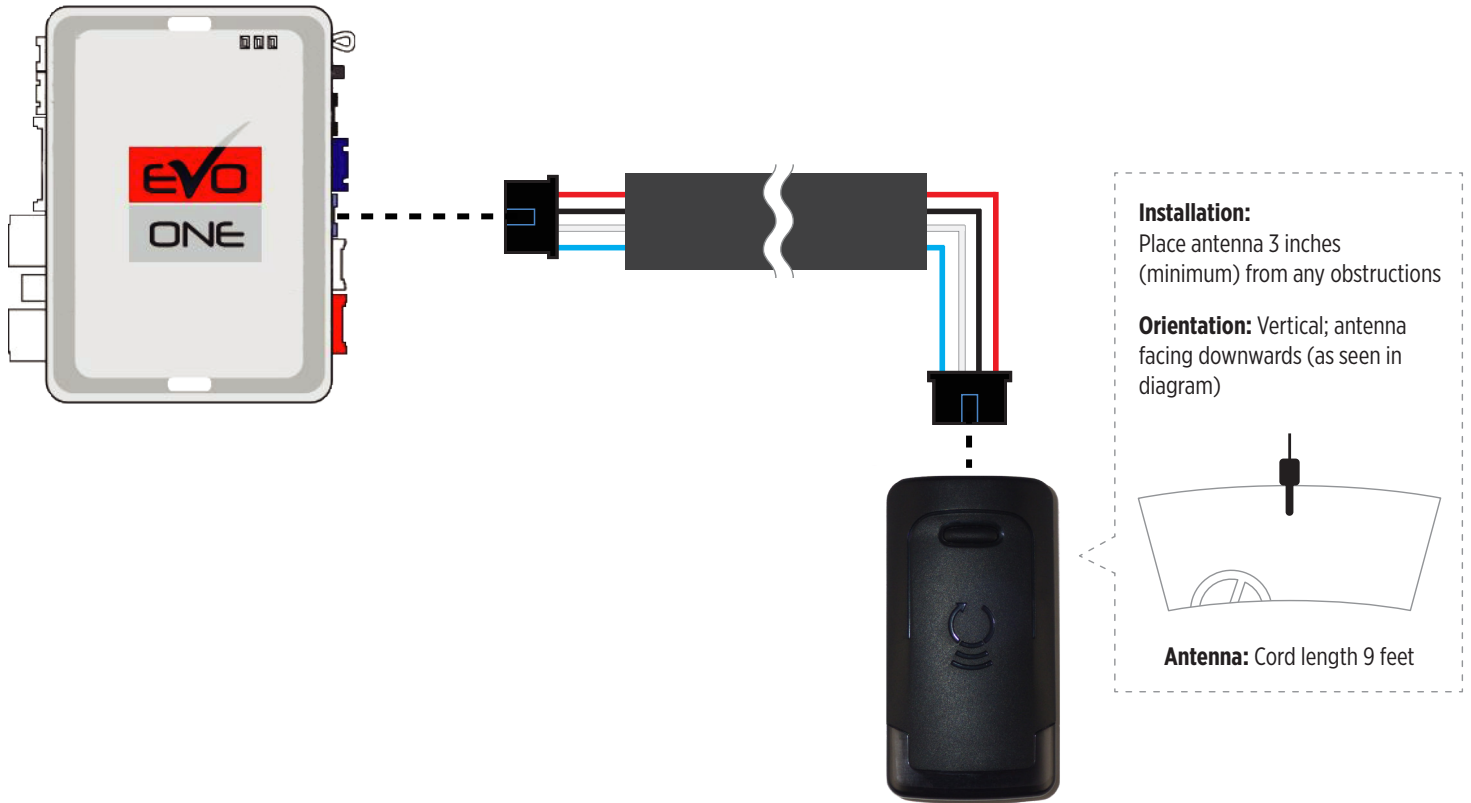 EVO
ONE
Installation:
Place antenna 3 inches
(minimum) from any obstructions
Orientation: Vertical; antenna
facing downwards (as seen in
diagram)
Antenna: Cord length 9 feet